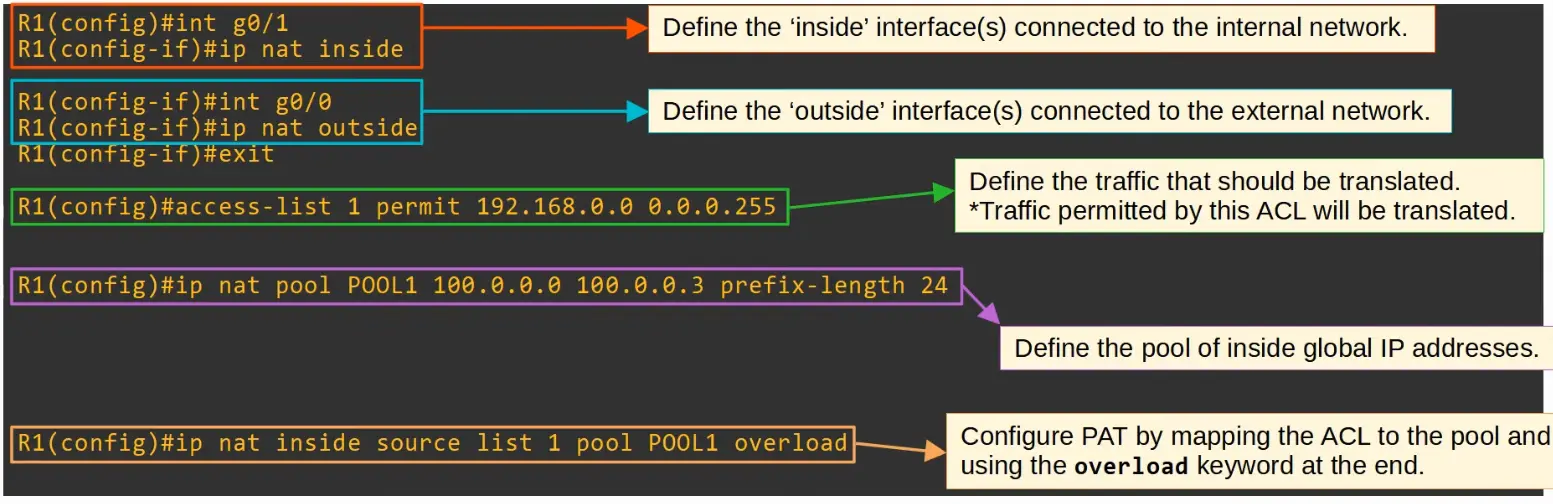 R1(config)#int g0/1
R1(config-if)#ip nat inside
Define the ‘inside’ interface(s) connected to the internal network.
R1(config-if)#int g0/0
R1(config-if)#ip nat outside
R1(config-if)#exit
Define the ‘outside’ interface(s) connected to the external network.
R1(config)#access-list 1 permit 192.168.0.0 0.0.0.255
Define the traffic that should be translated.
*Traffic permitted by this ACL will be translated.
R1(config)#ip nat pool POOL1 100.0.0.0 100.0.0.3 prefix-length 24
Define the pool of inside global IP addresses.
R1(config)#ip nat inside source list 1 pool POOL1 overload
Configure PAT by mapping the ACL to the pool and
using the overload keyword at the end.